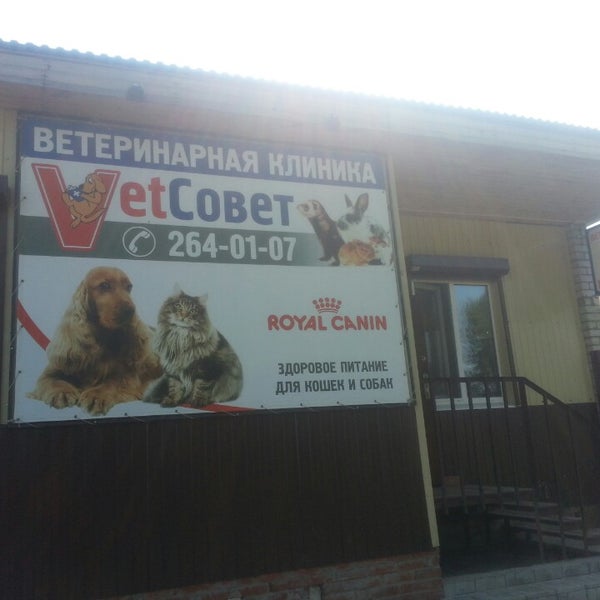 ВЕТЕРИНАРНАЯ КЛИНИКА
VetСовет
264-01-07
ROYAL CANIN
ЗДОРОВОЕ ПИТАНИЕ
ДЛЯ КОШЕК И СОБАК